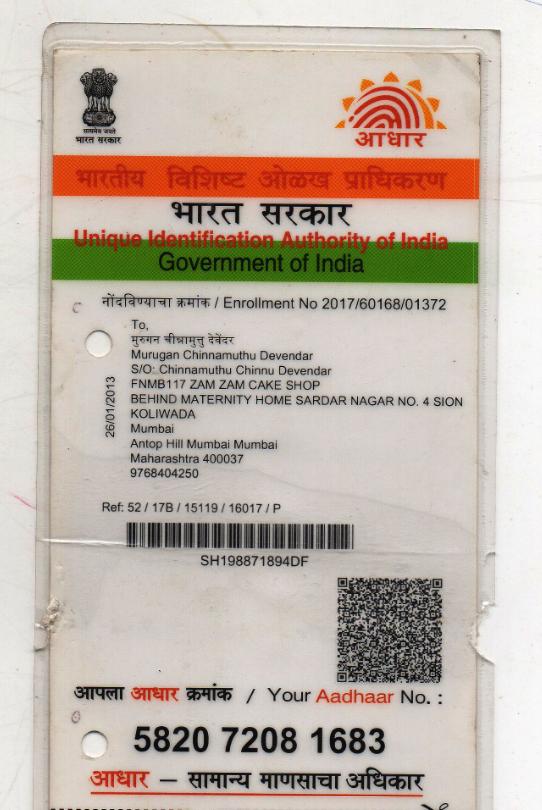 सत्यमेव जयते
भारत सरकार
आधार
भारतीय विशिष्ट ओळख प्राधिकरण
भारत सरकार
Unique Identification Authority of India
Government of India
नोंदविण्याचा क्रमांक / Enrollment No 2017/60168/01372
To,
मुरुगन चीन्नामुत्तु देवेंदर
Murugan Chinnamuthu Devendar
S/O: Chinnamuthu Chinnu Devendar
FNMB117 ZAM ZAM CAKE SHOP
BEHIND MATERNITY HOME SARDAR NAGAR NO. 4 SION
KOLIWADA
Mumbai
Antop Hill Mumbai Mumbai
Maharashtra 400037
9768404250
26/01/2013
Ref: 52 / 17B / 15119 / 16017 / P
SH198871894DF
आपला आधार क्रमांक / Your Aadhaar No. :
5820 7208 1683
आधार – सामान्य माणसाचा अधिकार